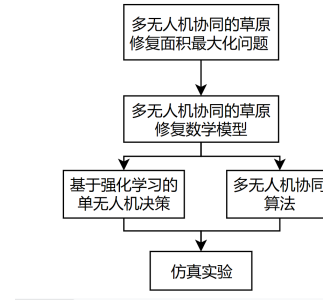 多无人机协同的草原
修复面积最大化问题
多无人机协同的草原
修复数学模型
基于强化学习的
单无人机决策
多无人机协同
算法
仿真实验